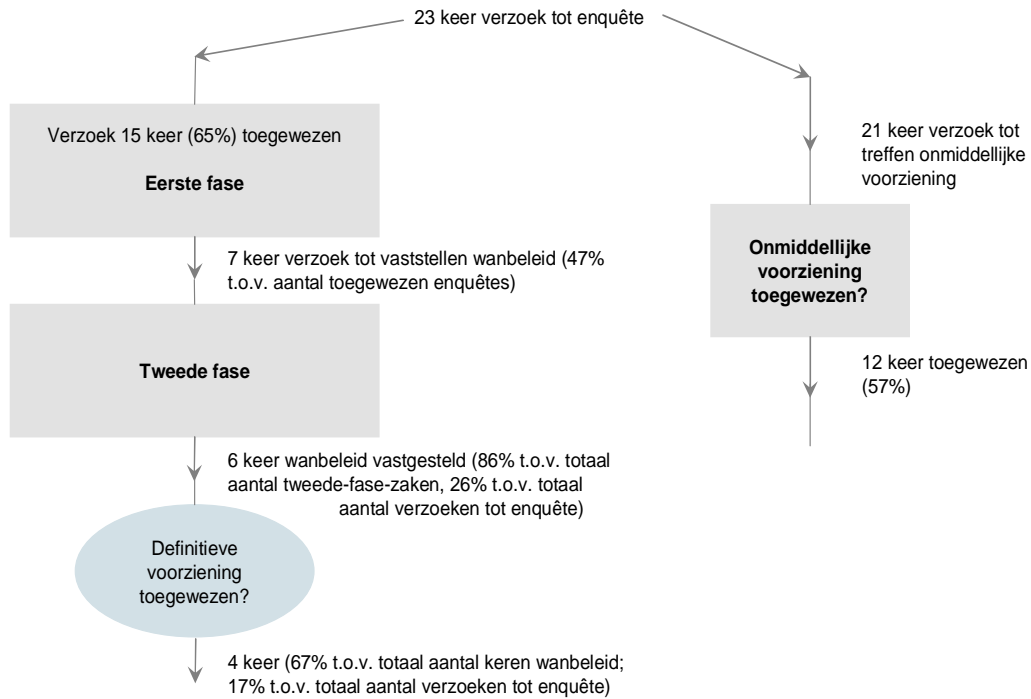 23 keer verzoek tot enquête
Verzoek 15 keer (65%) toegewezen
Eerste fase
7 keer verzoek tot vaststellen wanbeleid (47%
t.o.v. aantal toegewezen enquêtes)
Tweede fase
6 keer wanbeleid vastgesteld (86% t.o.v. totaal
aantal tweede-fase-zaken, 26% t.o.v. totaal
aantal verzoeken tot enquête)
Definitieve
voorziening
toegewezen?
4 keer (67% t.o.v. totaal aantal keren wanbeleid;
17% t.o.v. totaal aantal verzoeken tot enquête)
21 keer verzoek tot
treffen onmiddellijke
voorziening
Onmiddellijke
voorziening
toegewezen?
12 keer toegewezen
(57%)